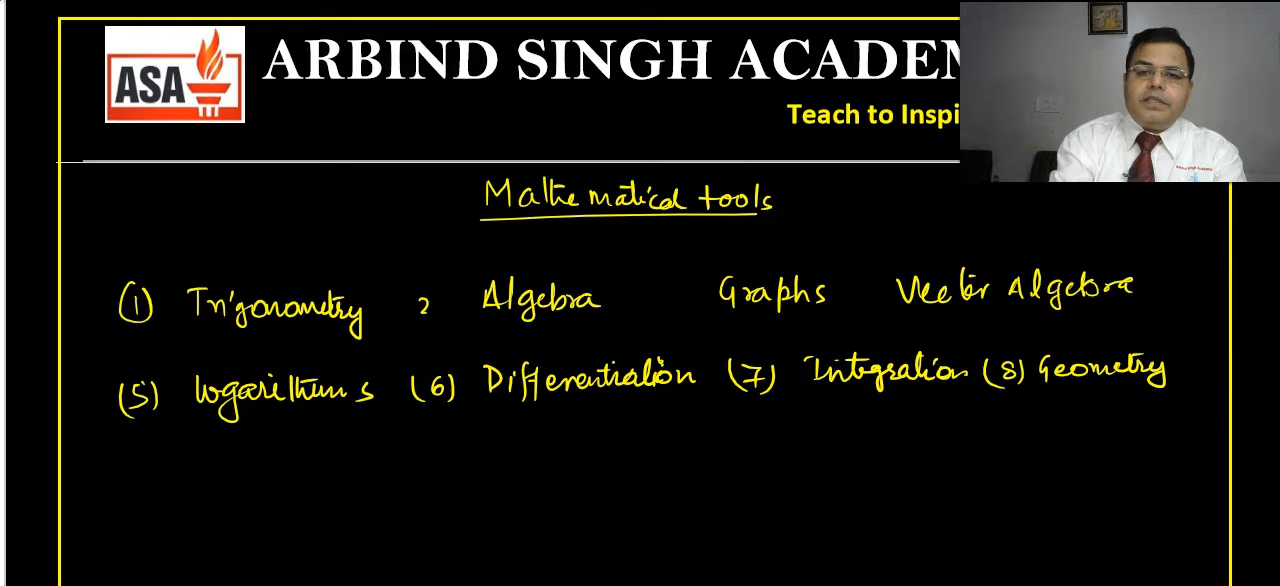 ASA
ARBIND SINGH ACADEM
Teach to Inspi
Mathematical tools
(1) Trigonometry 2 Algebra Graphs Vector Algebra
(5) logarithms (6) Differentiation (7) Integration (8) Geometry